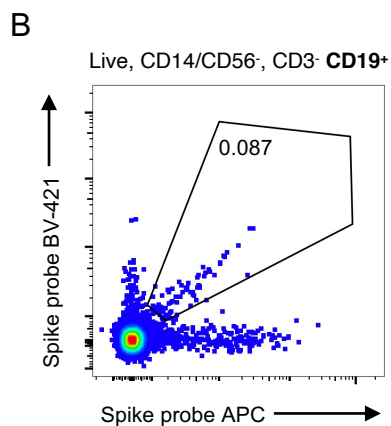 B
Live, CD14/CD56⁻, CD3⁻ CD19⁺
0.087
Spike probe BV-421
Spike probe APC